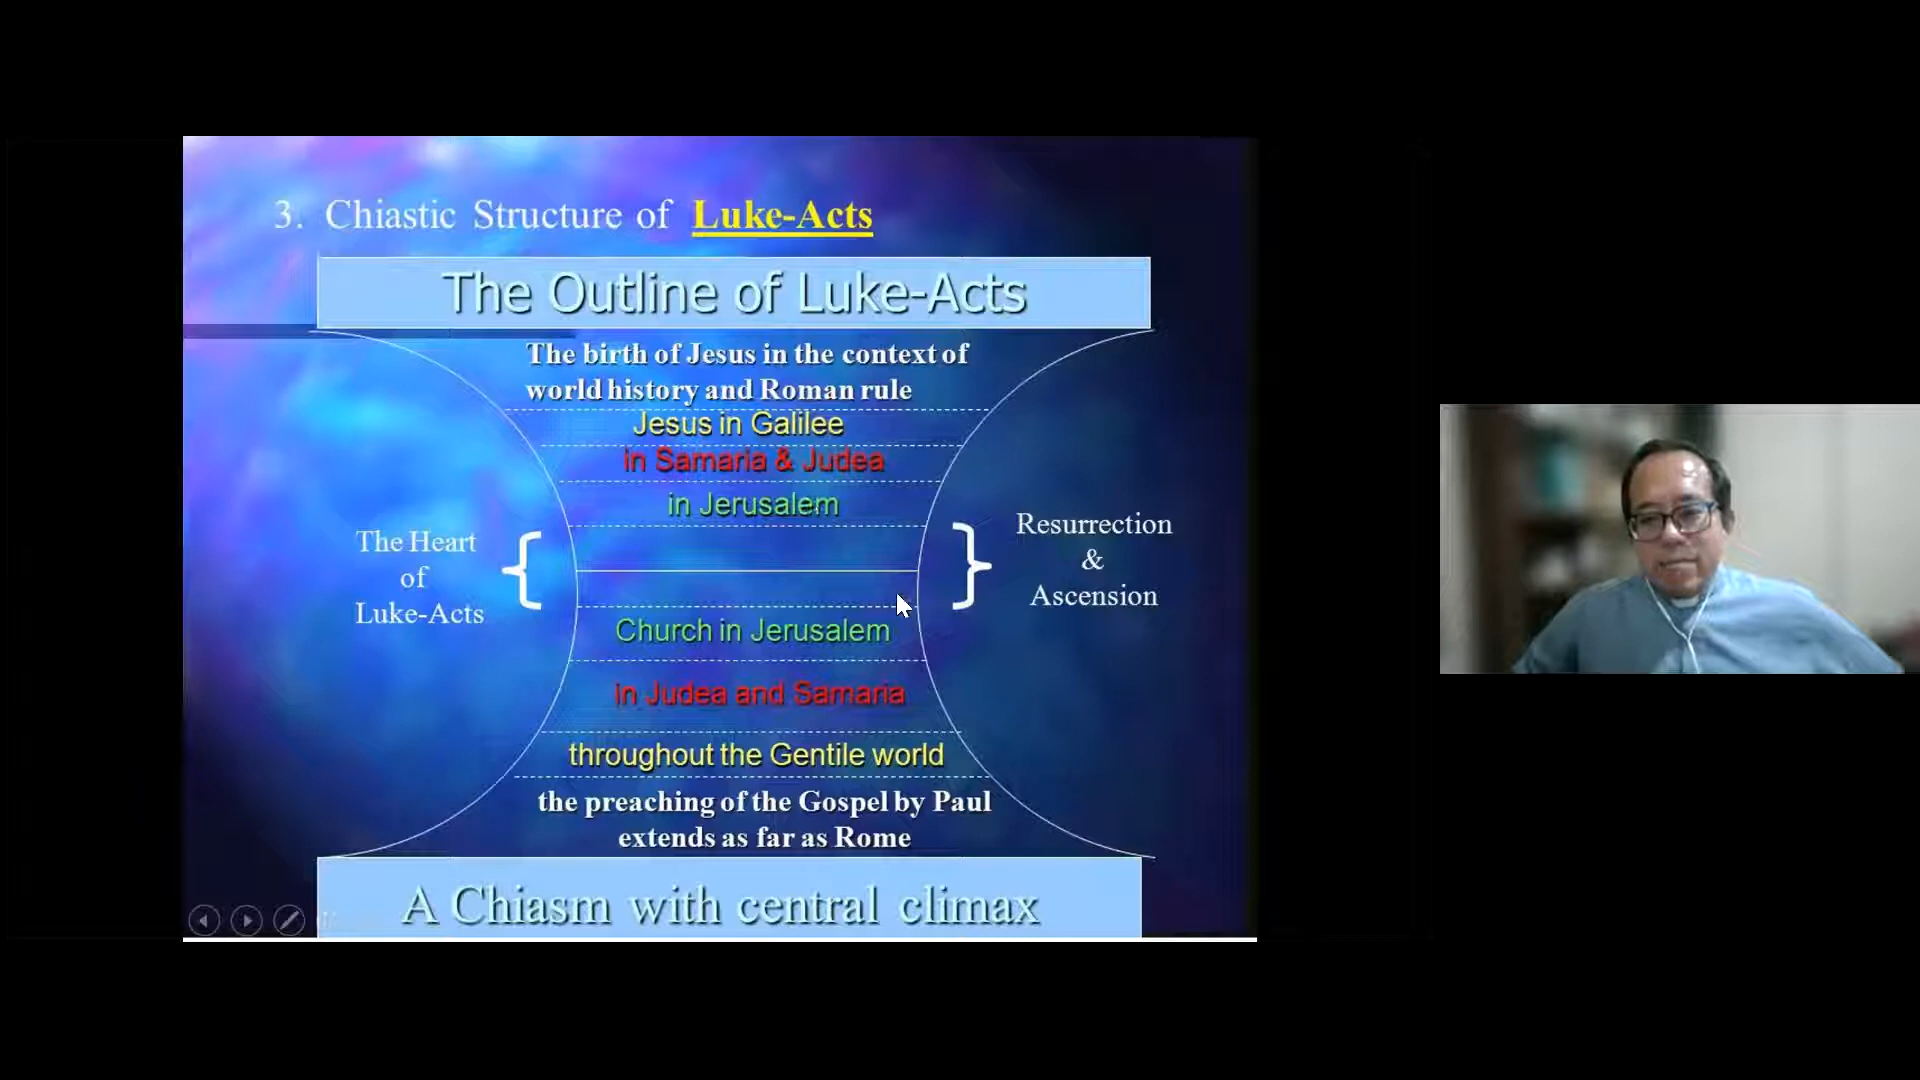 3. Chiastic Structure of Luke-Acts
The Outline of Luke-Acts
The birth of Jesus in the context of
world history and Roman rule
Jesus in Galilee
in Samaria & Judea
in Jerusalem
The Heart
of
Luke-Acts
{
}
Resurrection
&
Ascension
Church in Jerusalem
in Judea and Samaria
throughout the Gentile world
the preaching of the Gospel by Paul
extends as far as Rome
A Chiasm with central climax